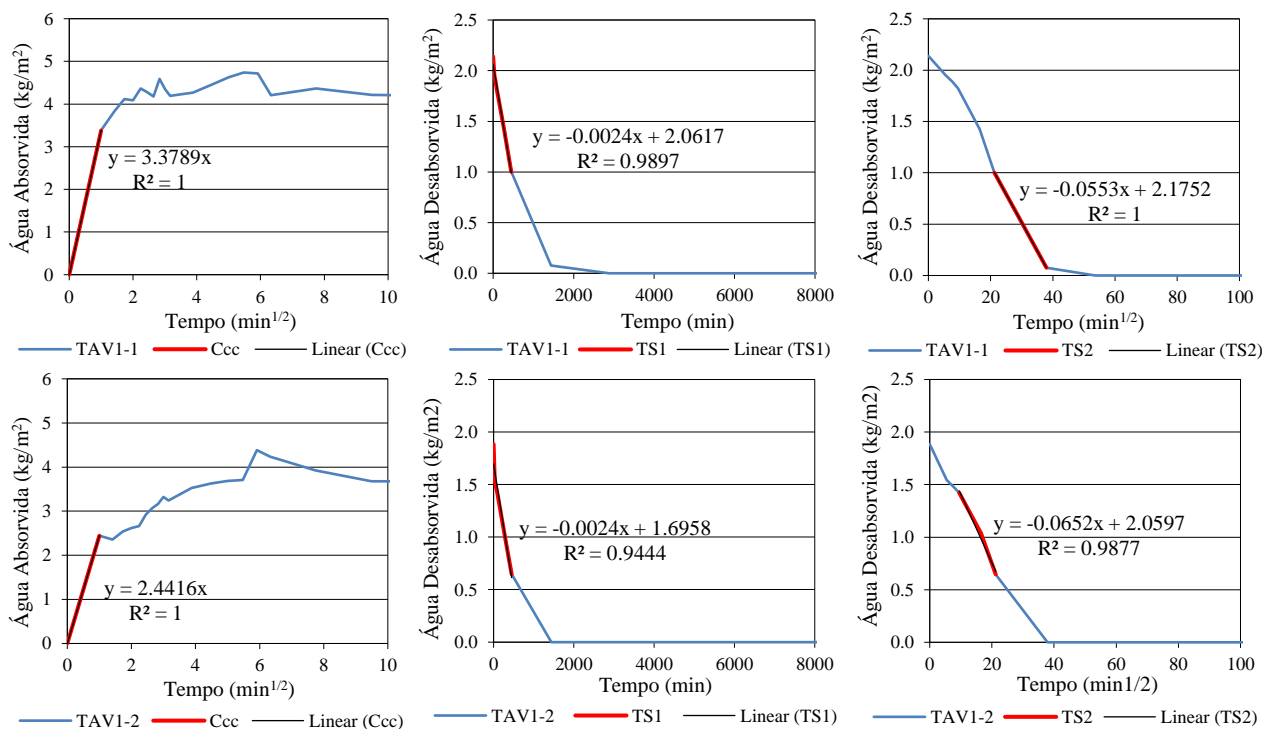 Água Absorvida (kg/m²)
6
5
4
3
2
1
0
y = 3.3789x
R² = 1
0 2 4 6 8 10
Tempo (min^1/2)
TAV1-1 Ccc Linear (Ccc)
Água Desabsorvida (kg/m²)
2.5
2.0
1.5
1.0
0.5
0.0
y = -0.0024x + 2.0617
R² = 0.9897
0 2000 4000 6000 8000
Tempo (min)
TAV1-1 TS1 Linear (TS1)
Água Desabsorvida (kg/m²)
2.5
2.0
1.5
1.0
0.5
0.0
y = -0.0553x + 2.1752
R² = 1
0 20 40 60 80 100
Tempo (min^1/2)
TAV1-1 TS2 Linear (TS2)
Água Absorvida (kg/m²)
6
5
4
3
2
1
0
y = 2.4416x
R² = 1
0 2 4 6 8 10
Tempo (min^1/2)
TAV1-2 Ccc Linear (Ccc)
Água Desabsorvida (kg/m2)
2.5
2.0
1.5
1.0
0.5
0.0
y = -0.0024x + 1.6958
R² = 0.9444
0 2000 4000 6000 8000
Tempo (min)
TAV1-2 TS1 Linear (TS1)
Água Desabsorvida (kg/m2)
2.5
2.0
1.5
1.0
0.5
0.0
y = -0.0652x + 2.0597
R² = 0.9877
0 20 40 60 80 100
Tempo (min1/2)
TAV1-2 TS2 Linear (TS2)